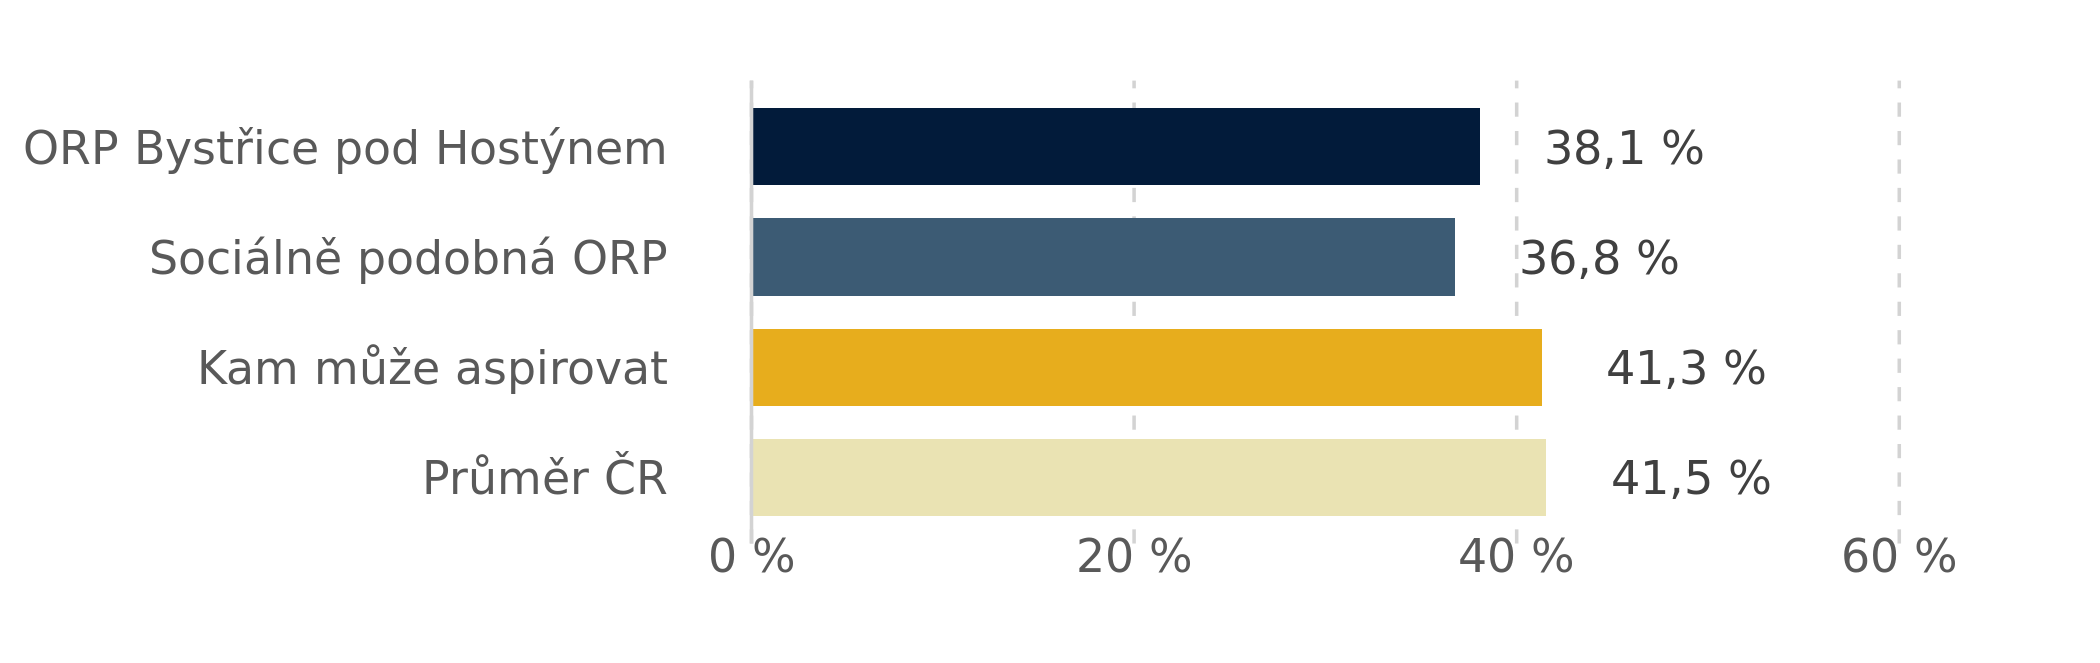 ORP Bystřice pod Hostýnem 38,1 %
Sociálně podobná ORP 36,8 %
Kam může aspirovat 41,3 %
Průměr ČR 41,5 %
0 % 20 % 40 % 60 %